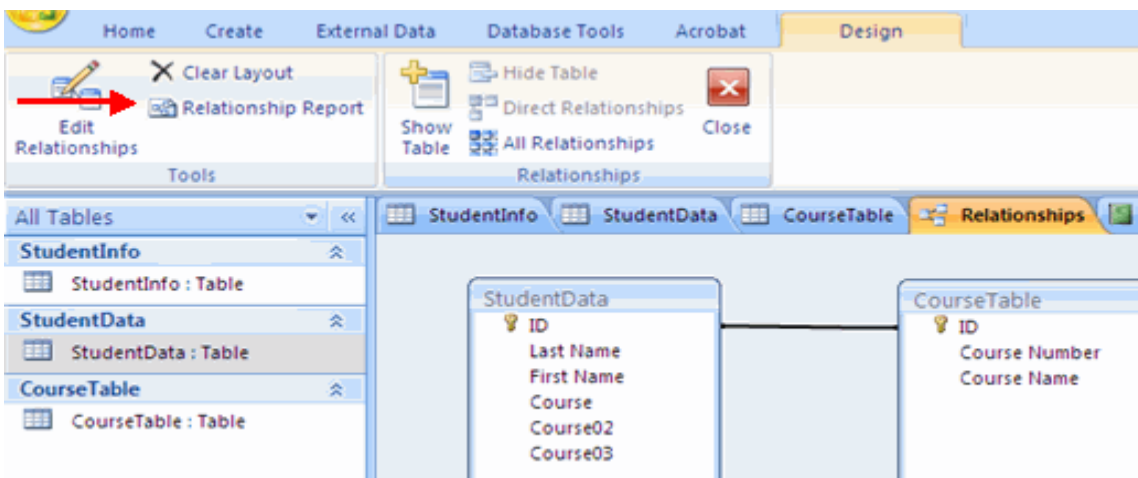 Home Create External Data Database Tools Acrobat Design
Clear Layout
Relationship Report
Edit
Relationships
Tools
Show
Table
Hide Table
Direct Relationships
All Relationships
Close
Relationships
All Tables
StudentInfo
StudentInfo : Table
StudentData
StudentData : Table
CourseTable
CourseTable : Table
StudentInfo StudentData CourseTable Relationships
StudentData
ID
Last Name
First Name
Course
Course02
Course03
CourseTable
ID
Course Number
Course Name